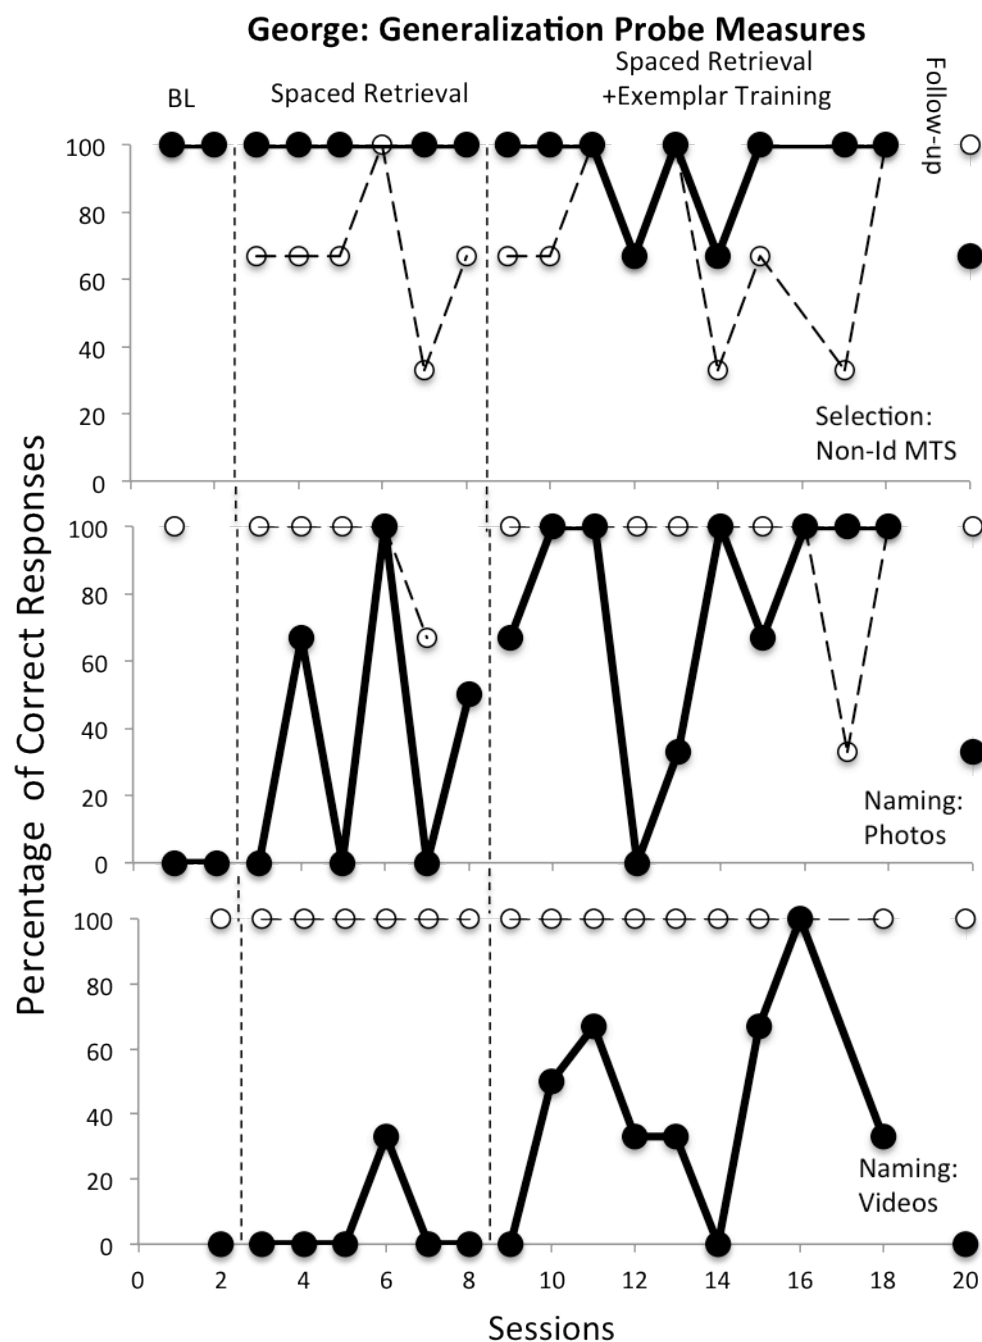 George: Generalization Probe Measures
BL
Spaced Retrieval
Spaced Retrieval
+Exemplar Training
Follow-up
100
80
60
40
20
0
Selection:
Non-Id MTS
Percentage of Correct Responses
100
80
60
40
20
0
Naming:
Photos
100
80
60
40
20
0
Naming:
Videos
0 2 4 6 8 10 12 14 16 18 20
Sessions